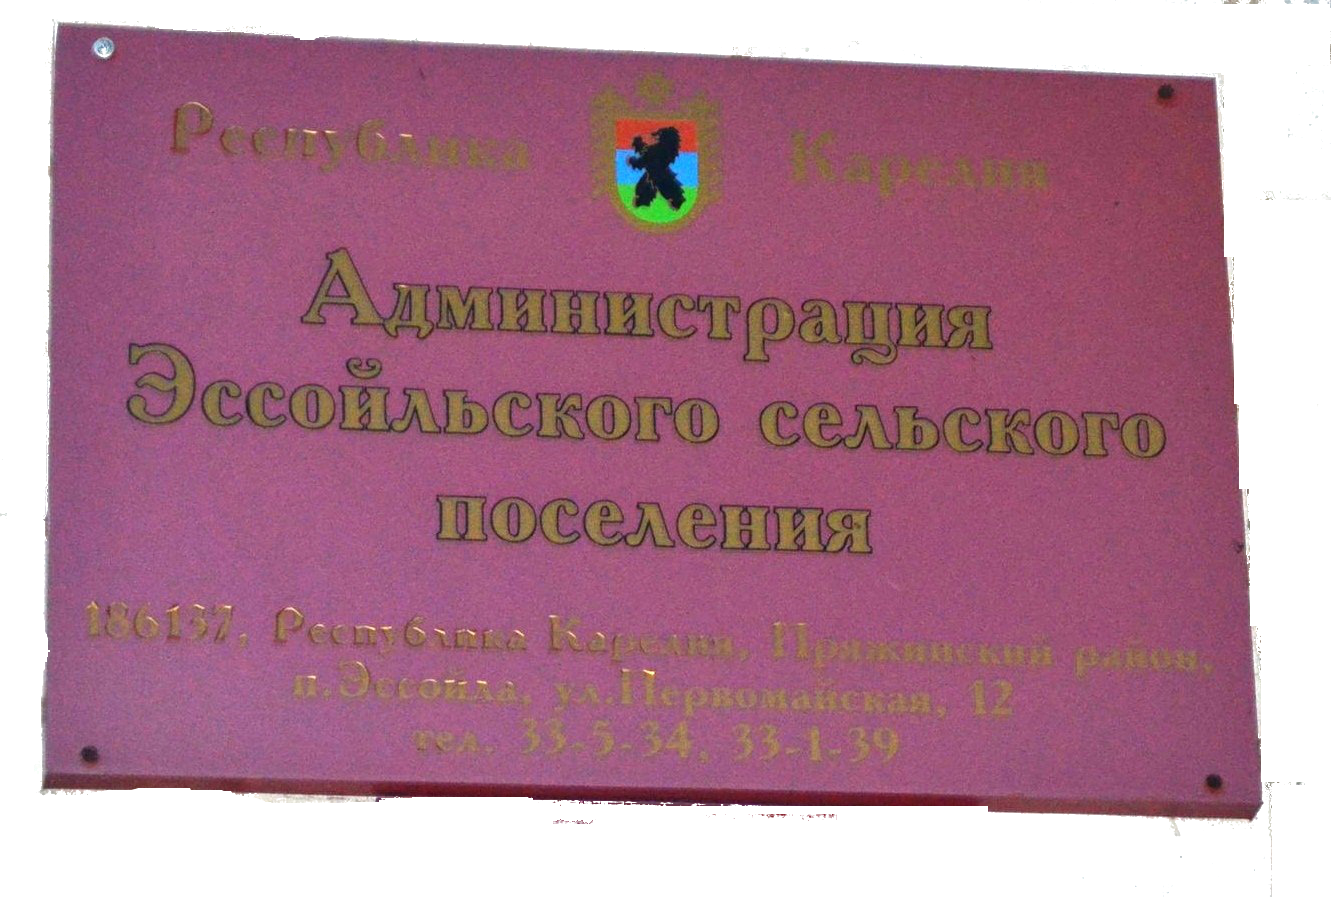 Республика Карелия
Администрация
Эссойльского сельского
поселения
186137, Республика Карелия, Пряжинский район,
п.Эссойла, ул.Первомайская, 12
тел. 33-5-34, 33-1-39